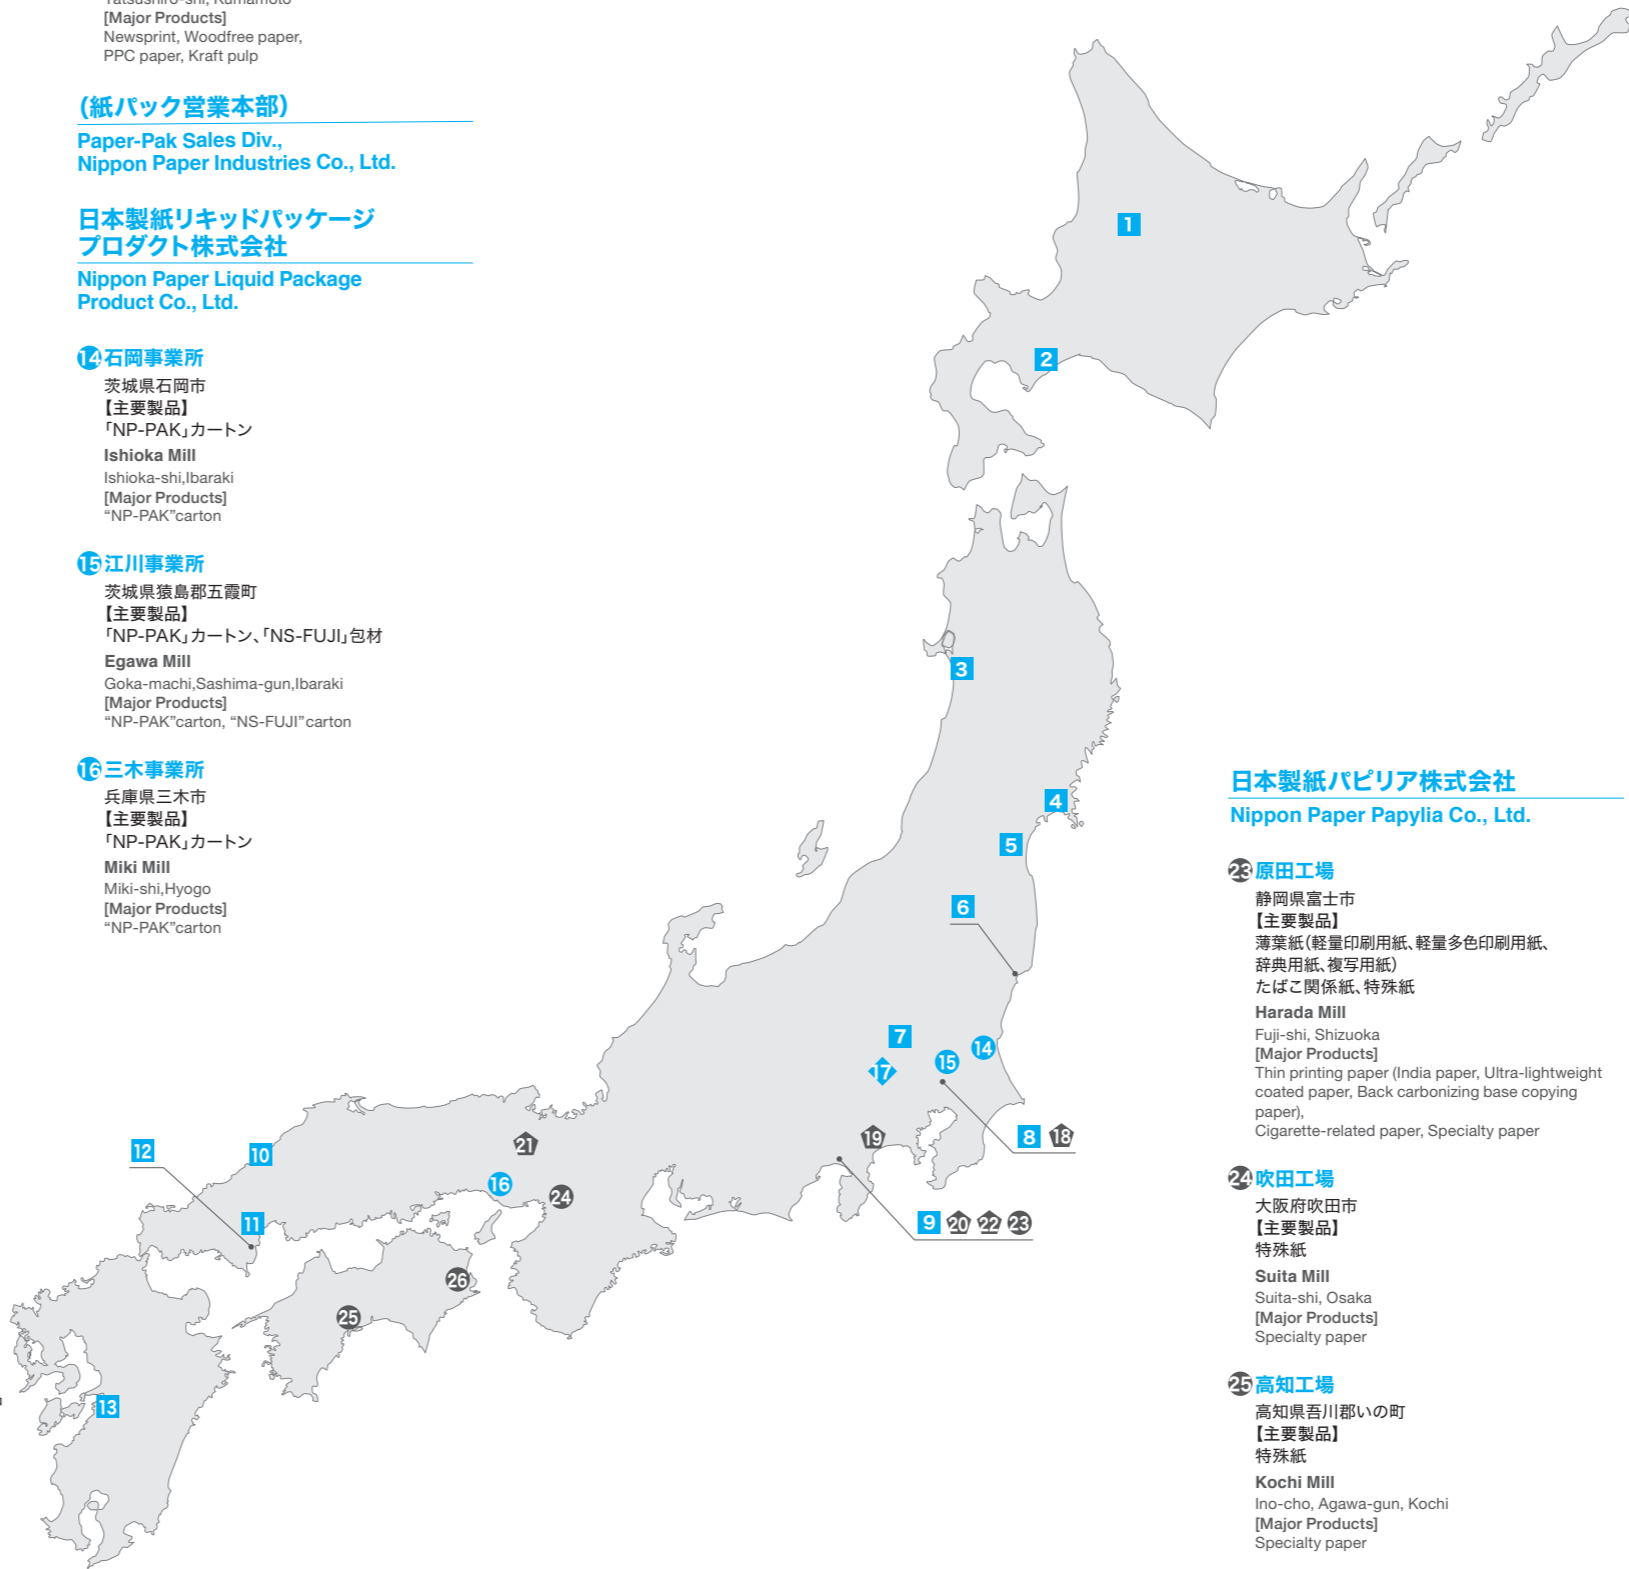 Yatsushiro-shi, Kumamoto
[Major Products]
Newsprint, Woodfree paper,
PPC paper, Kraft pulp
(紙パック営業本部)
Paper-Pak Sales Div.,
Nippon Paper Industries Co., Ltd.
日本製紙リキッドパッケージ
プロダクト株式会社
Nippon Paper Liquid Package
Product Co., Ltd.
14 石岡事業所
茨城県石岡市
【主要製品】
「NP-PAK」カートン
Ishioka Mill
Ishioka-shi,Ibaraki
[Major Products]
“NP-PAK”carton
15 江川事業所
茨城県猿島郡五霞町
【主要製品】
「NP-PAK」カートン、「NS-FUJI」包材
Egawa Mill
Goka-machi,Sashima-gun,Ibaraki
[Major Products]
“NP-PAK”carton, “NS-FUJI”carton
16 三木事業所
兵庫県三木市
【主要製品】
「NP-PAK」カートン
Miki Mill
Miki-shi,Hyogo
[Major Products]
“NP-PAK”carton
1
2
3
4
5
6
7
17
15
14
8 18
19
9 20 22 23
21
16
24
12
10
11
26
25
13
日本製紙パピリア株式会社
Nippon Paper Papylia Co., Ltd.
23 原田工場
静岡県富士市
【主要製品】
薄葉紙(軽量印刷用紙、軽量多色印刷用紙、
辞典用紙、複写用紙)
たばこ関係紙、特殊紙
Harada Mill
Fuji-shi, Shizuoka
[Major Products]
Thin printing paper (India paper, Ultra-lightweight
coated paper, Back carbonizing base copying
paper),
Cigarette-related paper, Specialty paper
24 吹田工場
大阪府吹田市
【主要製品】
特殊紙
Suita Mill
Suita-shi, Osaka
[Major Products]
Specialty paper
25 高知工場
高知県吾川郡いの町
【主要製品】
特殊紙
Kochi Mill
Ino-cho, Agawa-gun, Kochi
[Major Products]
Specialty paper